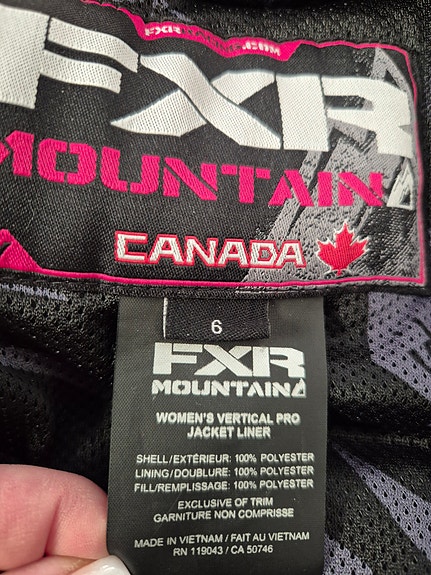 FXRRACING.COM
FXR
MOUNTAIN
CANADA
6
FXR
MOUNTAIN
WOMEN'S VERTICAL PRO
JACKET LINER
SHELL/EXTÉRIEUR: 100% POLYESTER
LINING/DOUBLURE: 100% POLYESTER
FILL/REMPLISSAGE: 100% POLYESTER
EXCLUSIVE OF TRIM
GARNITURE NON COMPRISE
MADE IN VIETNAM / FAIT AU VIETNAM
RN 119043 / CA 50746